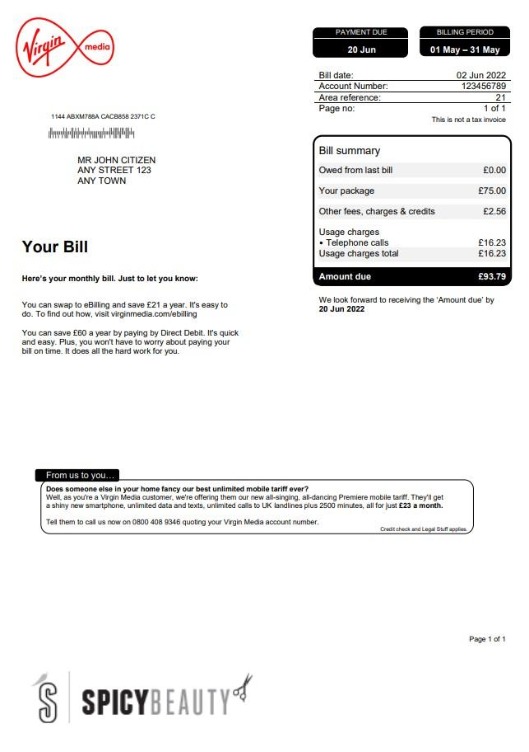 Virgin media
PAYMENT DUE
20 Jun
BILLING PERIOD
01 May – 31 May
Bill date: 02 Jun 2022
Account Number: 123456789
Area reference: 21
Page no: 1 of 1
This is not a tax invoice
1144 ABXM788A CACB858 2371C C
MR JOHN CITIZEN
ANY STREET 123
ANY TOWN
Bill summary
Owed from last bill £0.00
Your package £75.00
Other fees, charges & credits £2.56
Usage charges
• Telephone calls £16.23
Usage charges total £16.23
Amount due £93.79
We look forward to receiving the 'Amount due' by
20 Jun 2022
Your Bill
Here's your monthly bill. Just to let you know:
You can swap to eBilling and save £21 a year. It's easy to
do. To find out how, visit virginmedia.com/ebilling
You can save £60 a year by paying by Direct Debit. It's quick
and easy. Plus, you won't have to worry about paying your
bill on time. It does all the hard work for you.
From us to you...
Does someone else in your home fancy our best unlimited mobile tariff ever?
Well, as you're a Virgin Media customer, we're offering them our new all-singing, all-dancing Premiere mobile tariff. They'll get
a shiny new smartphone, unlimited data and texts, unlimited calls to UK landlines plus 2500 minutes, all for just £23 a month.
Tell them to call us now on 0800 408 9346 quoting your Virgin Media account number.
Credit check and Legal Stuff applies.
Page 1 of 1
S SPICYBEAUTY